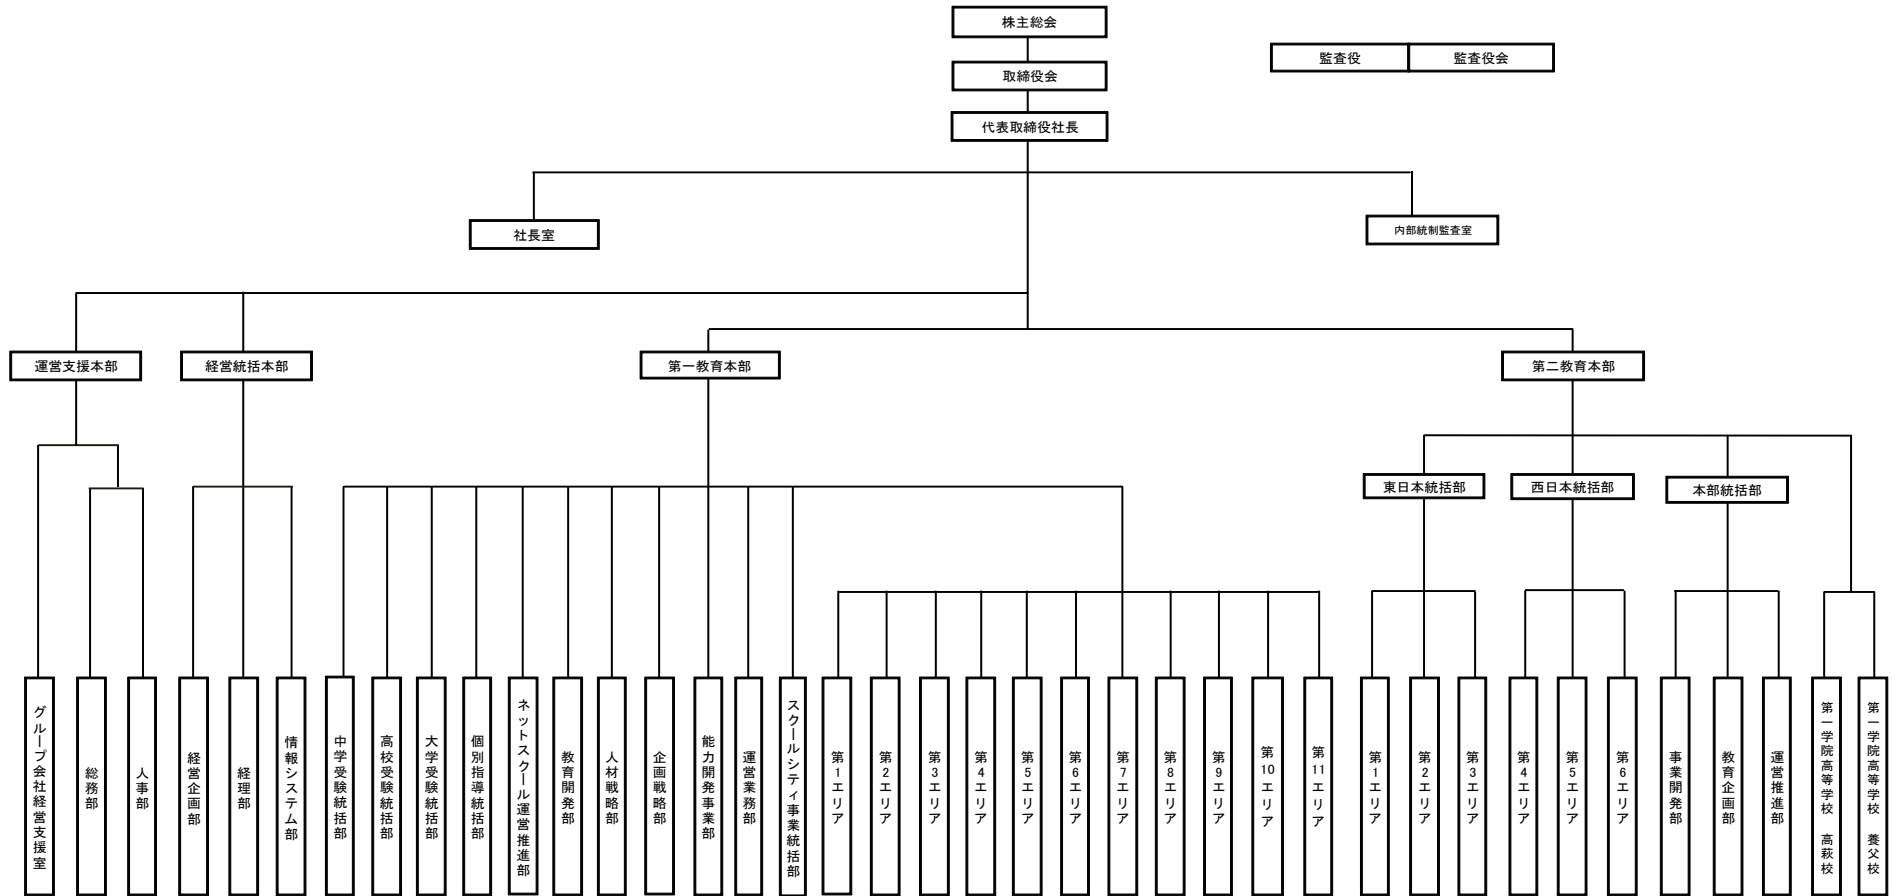 株主総会
監査役
監査役会
取締役会
代表取締役社長
社長室
内部統制監査室
運営支援本部
経営統括本部
第一教育本部
第二教育本部
東日本統括部
西日本統括部
本部統括部
グループ会社経営支援室
総務部
人事部
経営企画部
経理部
情報システム部
中学受験統括部
高校受験統括部
大学受験統括部
個別指導統括部
ネットスクール運営推進部
教育開発部
人材戦略部
企画戦略部
能力開発事業部
運営業務部
スクールシティ事業統括部
第1エリア
第2エリア
第3エリア
第4エリア
第5エリア
第6エリア
第7エリア
第8エリア
第9エリア
第10エリア
第11エリア
第1エリア
第2エリア
第3エリア
第4エリア
第5エリア
第6エリア
事業開発部
教育企画部
運営推進部
第一学院高等学校 高萩校
第一学院高等学校 養父校